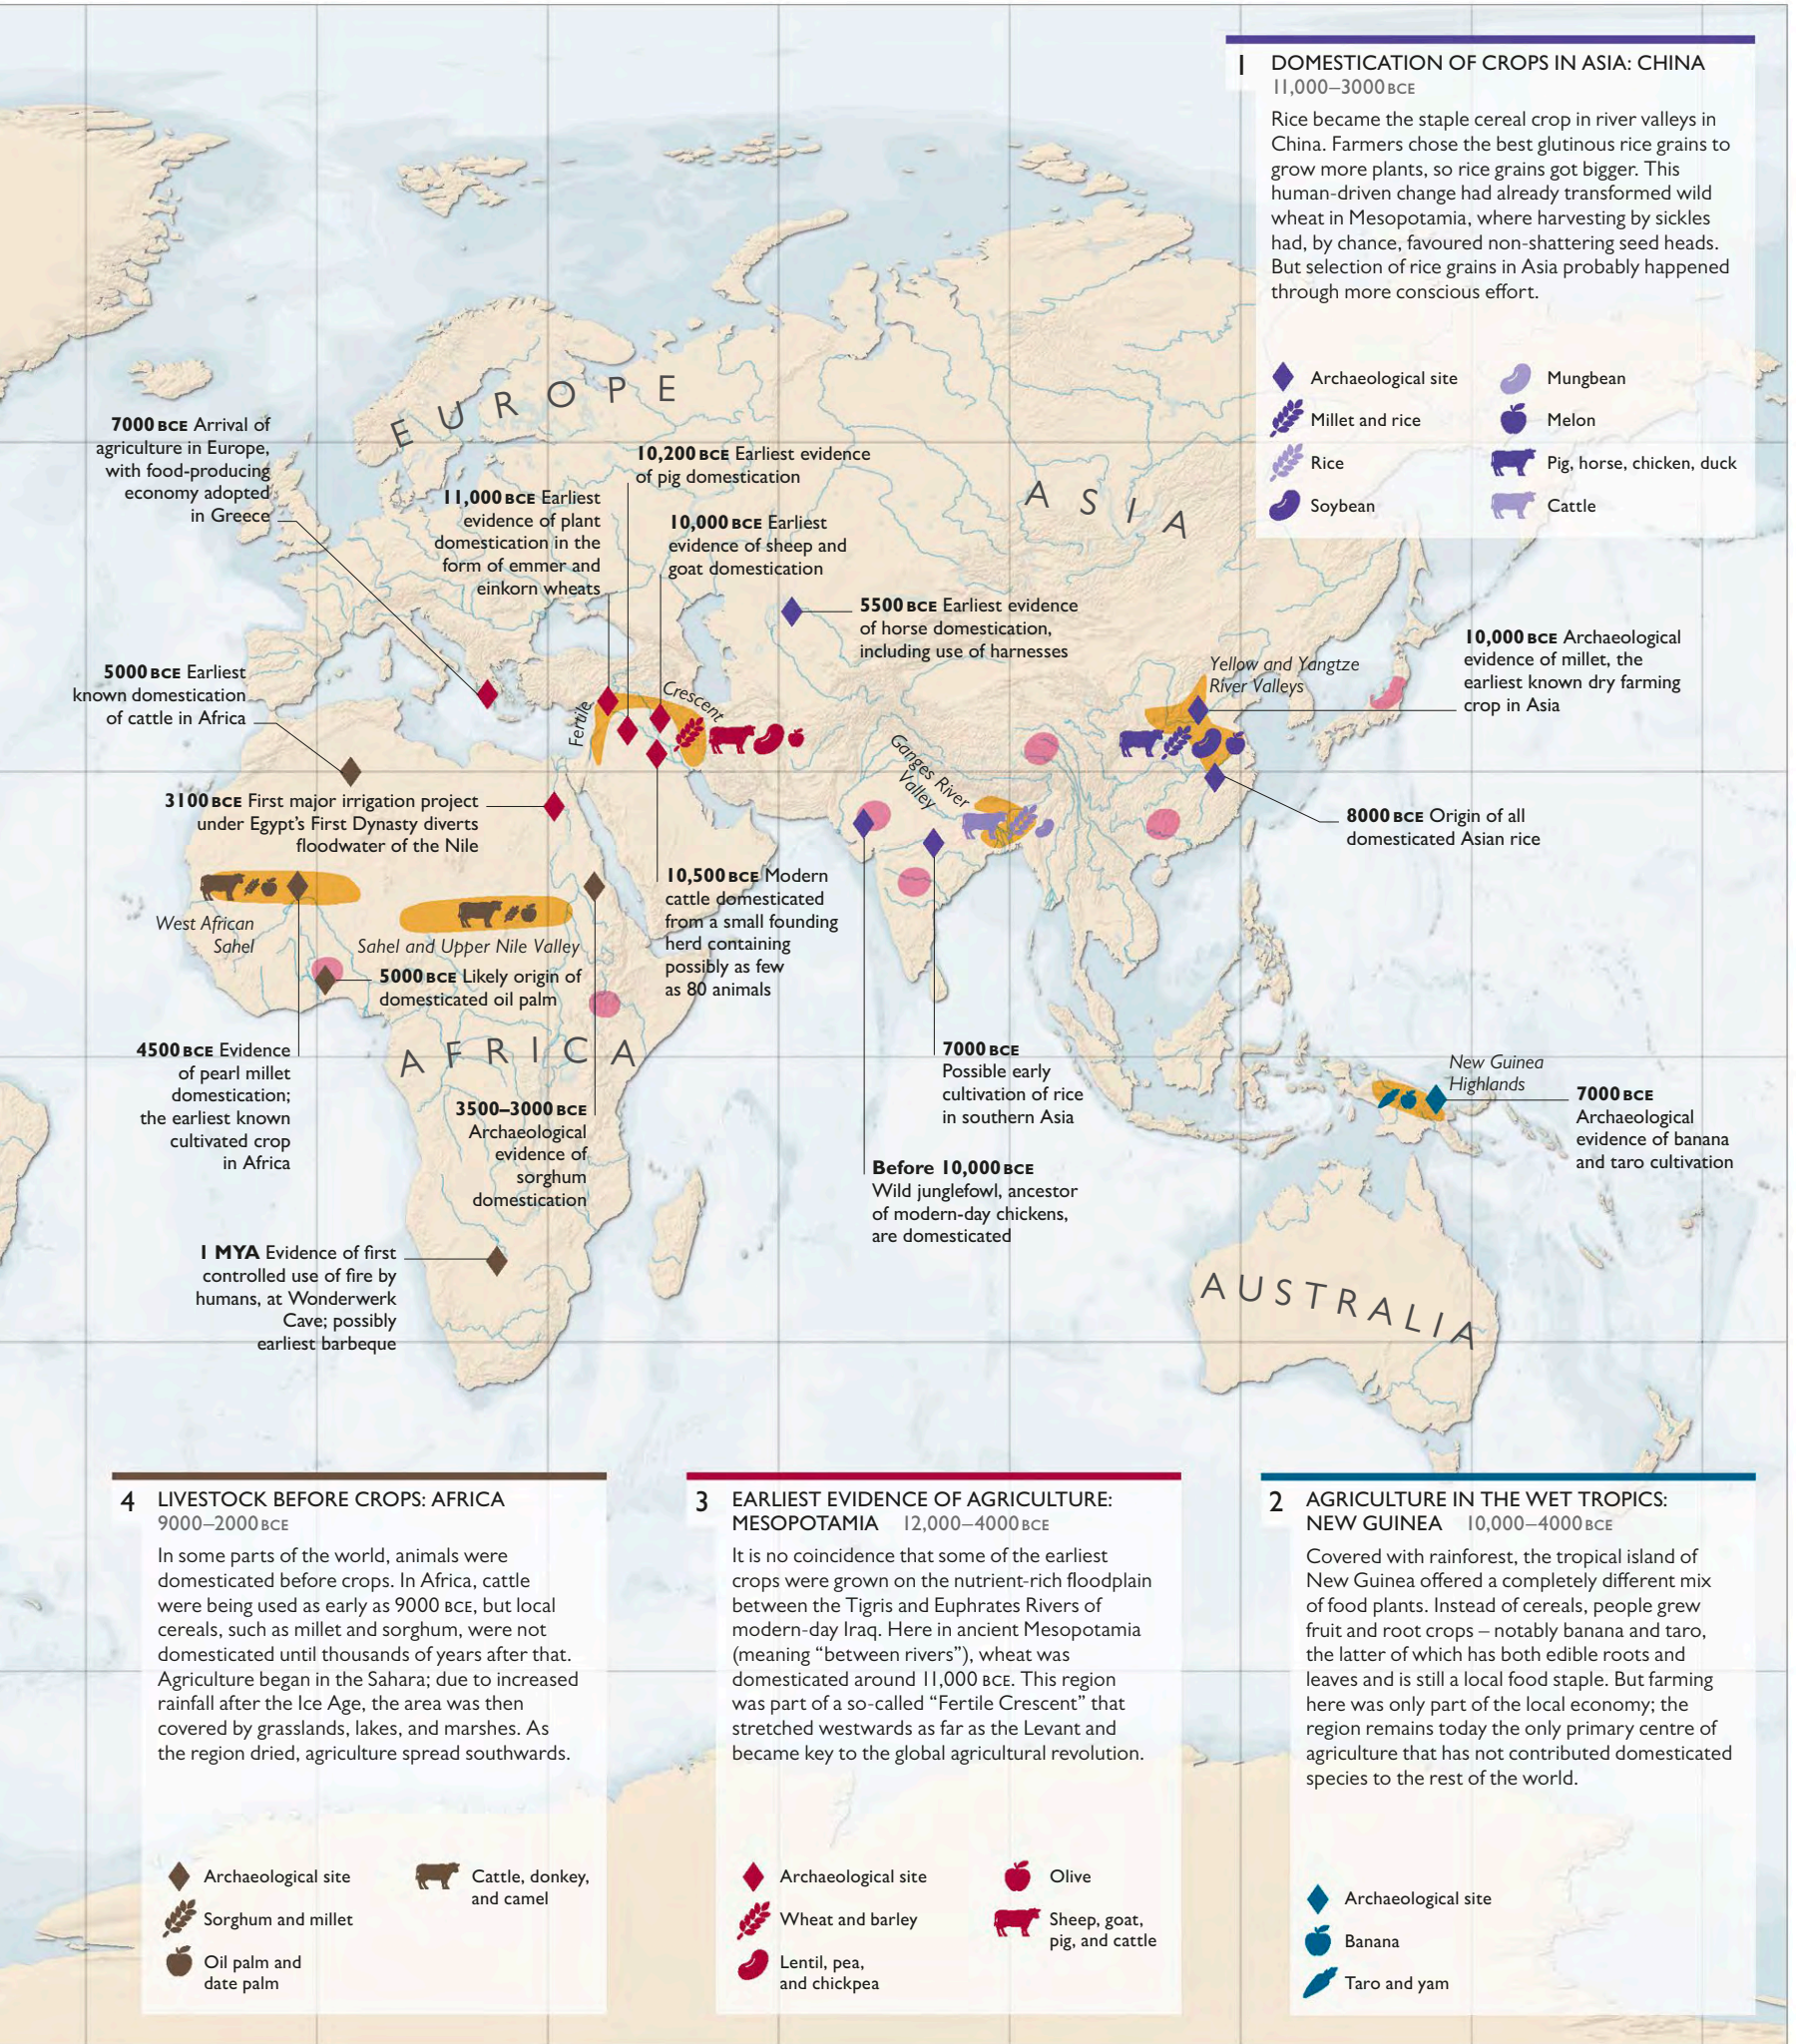 1 DOMESTICATION OF CROPS IN ASIA: CHINA
11,000–3000 BCE
Rice became the staple cereal crop in river valleys in
China. Farmers chose the best glutinous rice grains to
grow more plants, so rice grains got bigger. This
human-driven change had already transformed wild
wheat in Mesopotamia, where harvesting by sickles
had, by chance, favoured non-shattering seed heads.
But selection of rice grains in Asia probably happened
through more conscious effort.
Archaeological site
Millet and rice
Rice
Soybean
Mungbean
Melon
Pig, horse, chicken, duck
Cattle
EUROPE
ASIA
7000 BCE Arrival of
agriculture in Europe,
with food-producing
economy adopted
in Greece
11,000 BCE Earliest
evidence of plant
domestication in the
form of emmer and
einkorn wheats
10,200 BCE Earliest evidence
of pig domestication
10,000 BCE Earliest
evidence of sheep and
goat domestication
5500 BCE Earliest evidence
of horse domestication,
including use of harnesses
10,000 BCE Archaeological
evidence of millet, the
earliest known dry farming
crop in Asia
Yellow and Yangtze
River Valleys
5000 BCE Earliest
known domestication
of cattle in Africa
Fertile
Crescent
Ganges River
Valley
3100 BCE First major irrigation project
under Egypt's First Dynasty diverts
floodwater of the Nile
8000 BCE Origin of all
domesticated Asian rice
10,500 BCE Modern
cattle domesticated
from a small founding
herd containing
possibly as few
as 80 animals
West African
Sahel
Sahel and Upper Nile Valley
5000 BCE Likely origin of
domesticated oil palm
AFRICA
4500 BCE Evidence
of pearl millet
domestication;
the earliest known
cultivated crop
in Africa
3500–3000 BCE
Archaeological
evidence of
sorghum
domestication
7000 BCE
Possible early
cultivation of rice
in southern Asia
Before 10,000 BCE
Wild junglefowl, ancestor
of modern-day chickens,
are domesticated
New Guinea
Highlands
7000 BCE
Archaeological
evidence of banana
and taro cultivation
1 MYA Evidence of first
controlled use of fire by
humans, at Wonderwerk
Cave; possibly
earliest barbeque
AUSTRALIA
4 LIVESTOCK BEFORE CROPS: AFRICA
9000–2000 BCE
In some parts of the world, animals were
domesticated before crops. In Africa, cattle
were being used as early as 9000 BCE, but local
cereals, such as millet and sorghum, were not
domesticated until thousands of years after that.
Agriculture began in the Sahara; due to increased
rainfall after the Ice Age, the area was then
covered by grasslands, lakes, and marshes. As
the region dried, agriculture spread southwards.
Archaeological site
Sorghum and millet
Oil palm and
date palm
Cattle, donkey,
and camel
3 EARLIEST EVIDENCE OF AGRICULTURE:
MESOPOTAMIA 12,000–4000 BCE
It is no coincidence that some of the earliest
crops were grown on the nutrient-rich floodplain
between the Tigris and Euphrates Rivers of
modern-day Iraq. Here in ancient Mesopotamia
(meaning "between rivers"), wheat was
domesticated around 11,000 BCE. This region
was part of a so-called "Fertile Crescent" that
stretched westwards as far as the Levant and
became key to the global agricultural revolution.
Archaeological site
Wheat and barley
Lentil, pea,
and chickpea
Olive
Sheep, goat,
pig, and cattle
2 AGRICULTURE IN THE WET TROPICS:
NEW GUINEA 10,000–4000 BCE
Covered with rainforest, the tropical island of
New Guinea offered a completely different mix
of food plants. Instead of cereals, people grew
fruit and root crops – notably banana and taro,
the latter of which has both edible roots and
leaves and is still a local food staple. But farming
here was only part of the local economy; the
region remains today the only primary centre of
agriculture that has not contributed domesticated
species to the rest of the world.
Archaeological site
Banana
Taro and yam